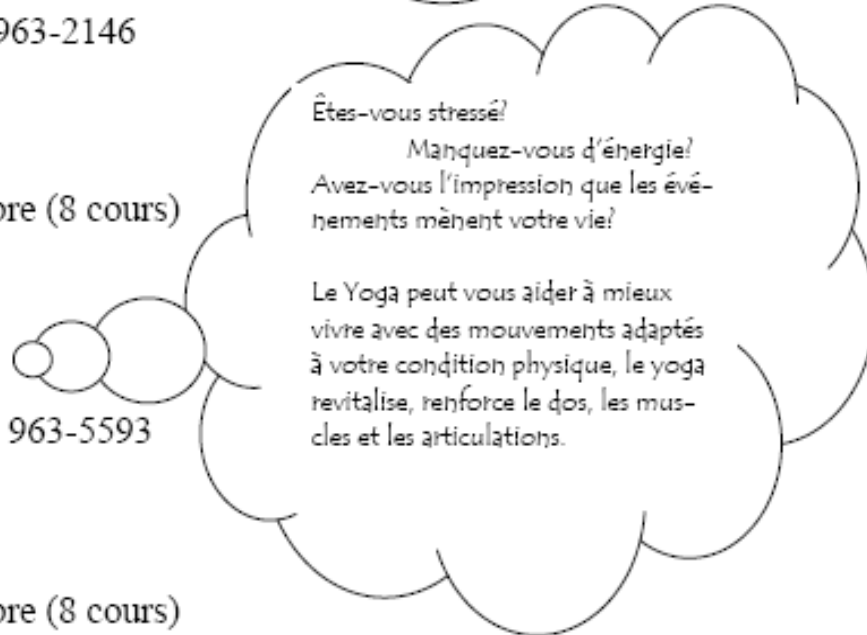 963-2146
bre (8 cours)
963-5593
bre (8 cours)
Êtes-vous stressé?
Manquez-vous d'énergie?
Avez-vous l'impression que les évé-
nements mènent votre vie?
Le Yoga peut vous aider à mieux
vivre avec des mouvements adaptés
à votre condition physique, le yoga
revitalise, renforce le dos, les mus-
cles et les articulations.